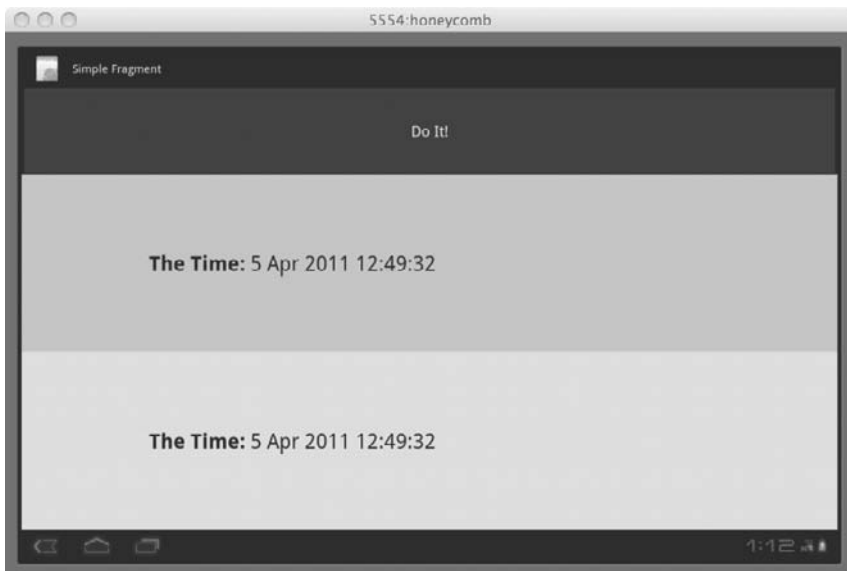 5554:honeycomb
Simple Fragment
Do It!
The Time: 5 Apr 2011 12:49:32
The Time: 5 Apr 2011 12:49:32
1:12